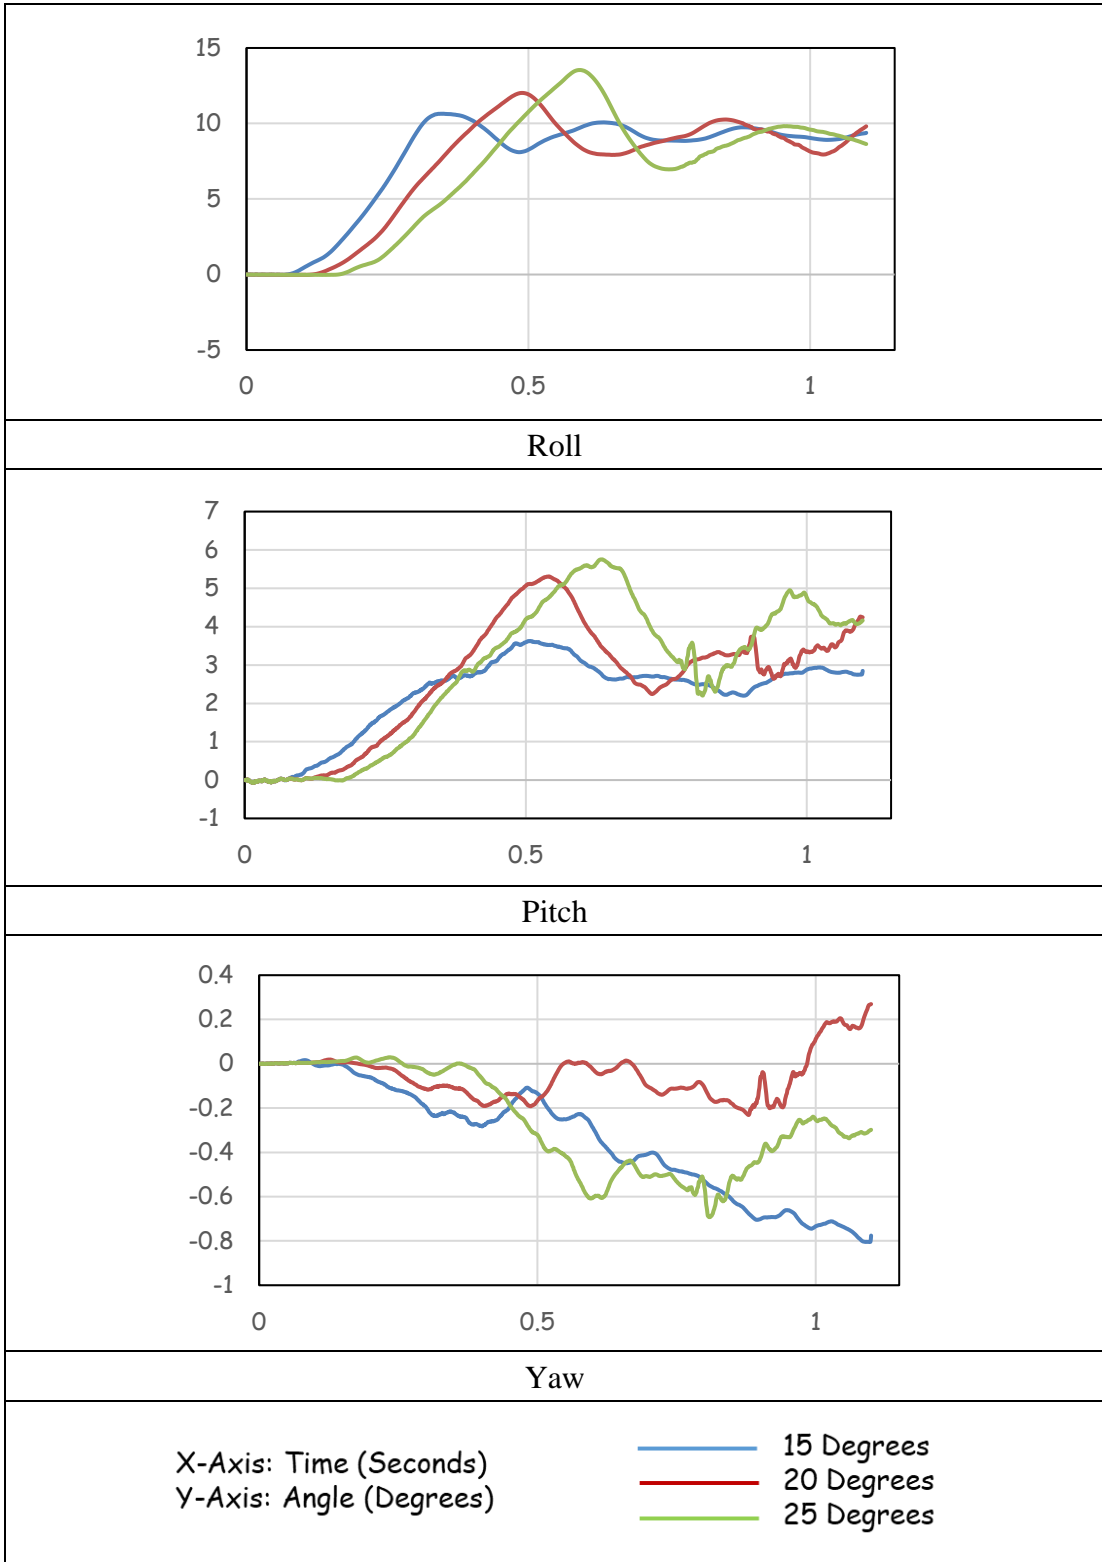 15
10
5
0
-5
0 0.5 1
Roll
7
6
5
4
3
2
1
0
-1
0 0.5 1
Pitch
0.4
0.2
0
-0.2
-0.4
-0.6
-0.8
-1
0 0.5 1
Yaw
X-Axis: Time (Seconds)
Y-Axis: Angle (Degrees)
15 Degrees
20 Degrees
25 Degrees